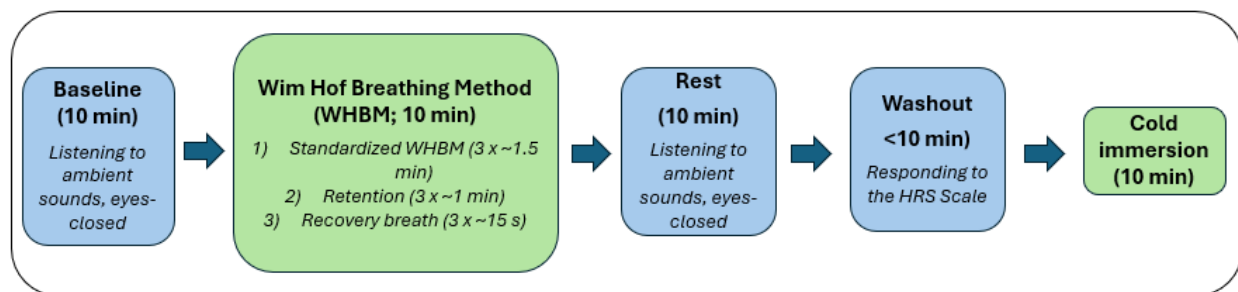 Baseline
(10 min)
Listening to
ambient
sounds, eyes-
closed
Wim Hof Breathing Method
(WHBM; 10 min)
1) Standardized WHBM (3 x ~1.5
min)
2) Retention (3 x ~1 min)
3) Recovery breath (3 x ~15 s)
Rest
(10 min)
Listening to
ambient
sounds, eyes-
closed
Washout
<10 min)
Responding to
the HRS Scale
Cold
immersion
(10 min)